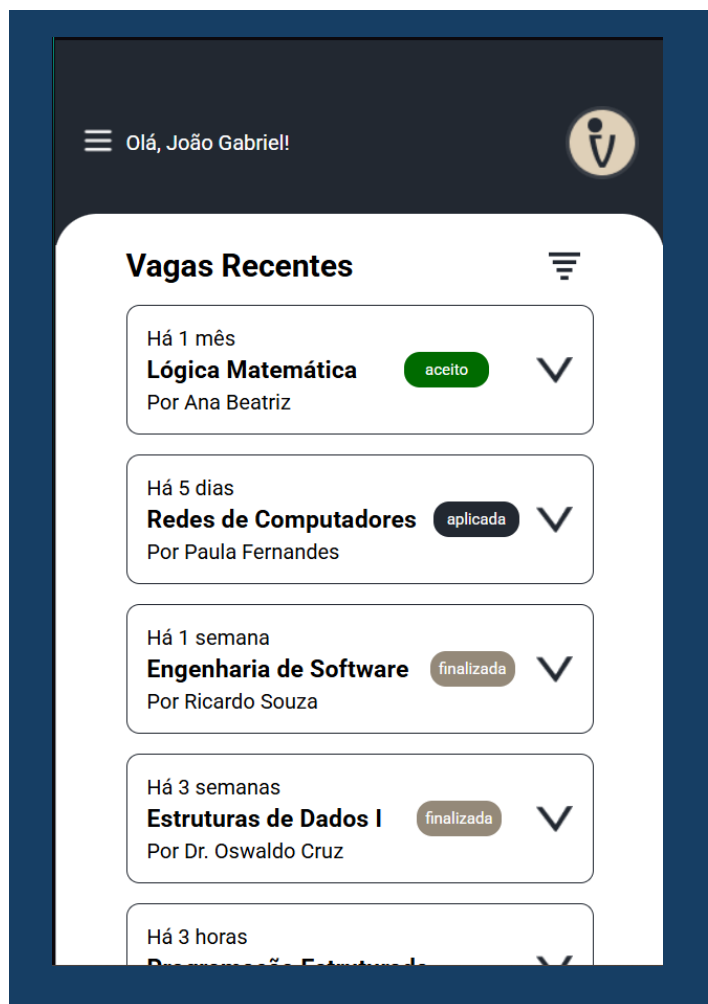 Olá, João Gabriel!
Vagas Recentes
Há 1 mês
Lógica Matemática
aceito
Por Ana Beatriz
Há 5 dias
Redes de Computadores
aplicada
Por Paula Fernandes
Há 1 semana
Engenharia de Software
finalizada
Por Ricardo Souza
Há 3 semanas
Estruturas de Dados I
finalizada
Por Dr. Oswaldo Cruz
Há 3 horas
Programação Estruturada